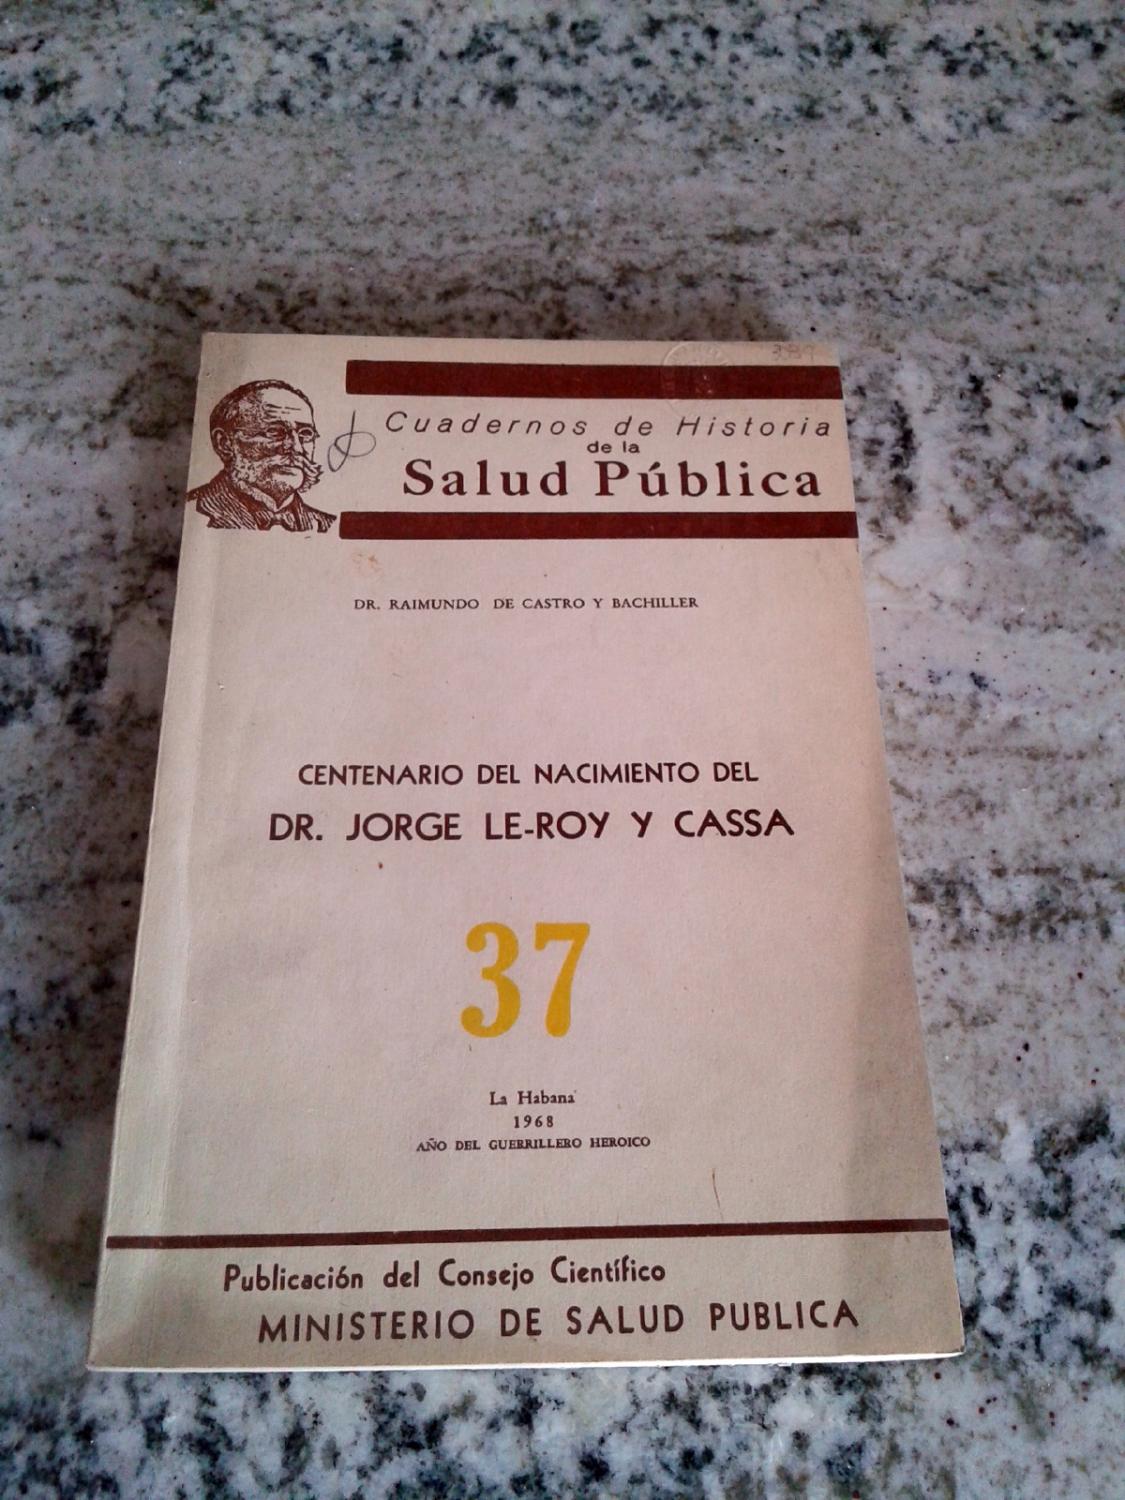 Cuadernos de Historia
de la
Salud Pública
DR. RAIMUNDO DE CASTRO Y BACHILLER
CENTENARIO DEL NACIMIENTO DEL
DR. JORGE LE-ROY Y CASSA
37
La Habana
1968
AÑO DEL GUERRILLERO HEROICO
Publicación del Consejo Científico
MINISTERIO DE SALUD PUBLICA